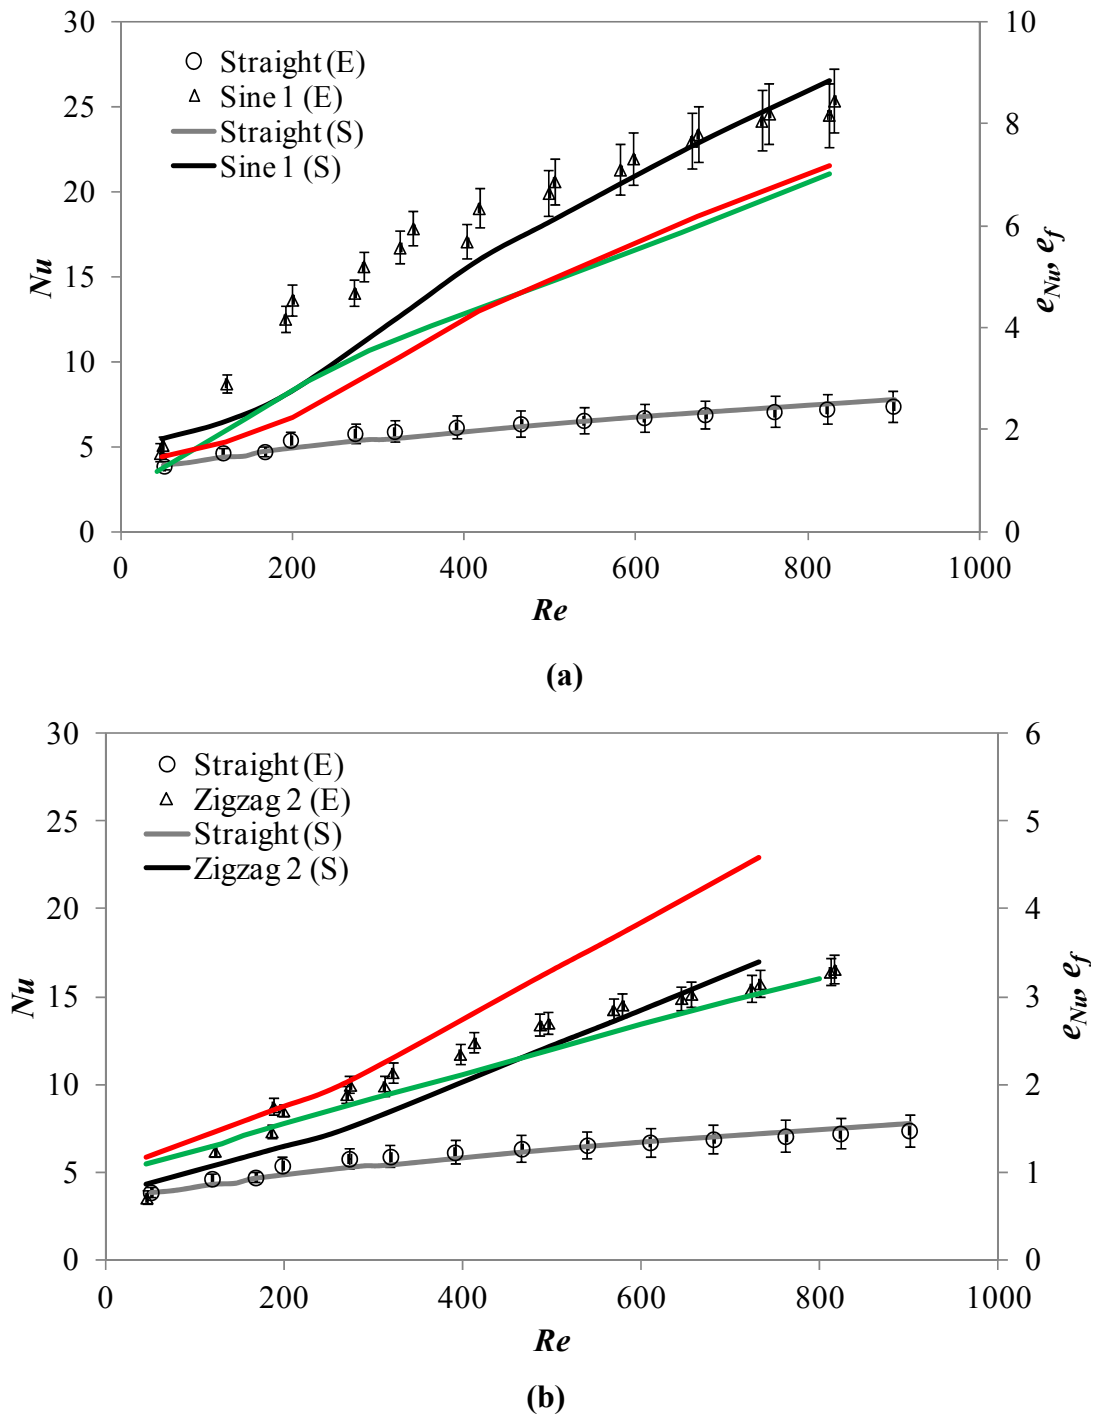 30
25
20
15
10
5
0
Nu
Straight (E)
Sine 1 (E)
Straight (S)
Sine 1 (S)
10
8
6
4
2
0
e_Nu, e_f
0 200 400 600 800 1000
Re
(a)
30
25
20
15
10
5
0
Nu
Straight (E)
Zigzag 2 (E)
Straight (S)
Zigzag 2 (S)
6
5
4
3
2
1
0
e_Nu, e_f
0 200 400 600 800 1000
Re
(b)